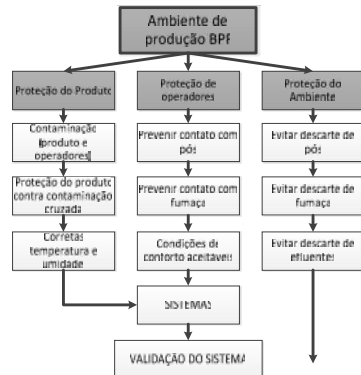 Ambiente de
produção BPF
Proteção do Produto
Contaminação
(produto e
operadores)
Proteção do produto
contra contaminação
cruzada
Corretas
temperatura e
umidade
Proteção de
operadores
Prevenir contato com
pós
Prevenir contato com
fumaça
Condições de
conforto aceitáveis
Proteção do
Ambiente
Evitar descarte de
pós
Evitar descarte de
fumaça
Evitar descarte de
efluentes
SISTEMAS
VALIDAÇÃO DO SISTEMA